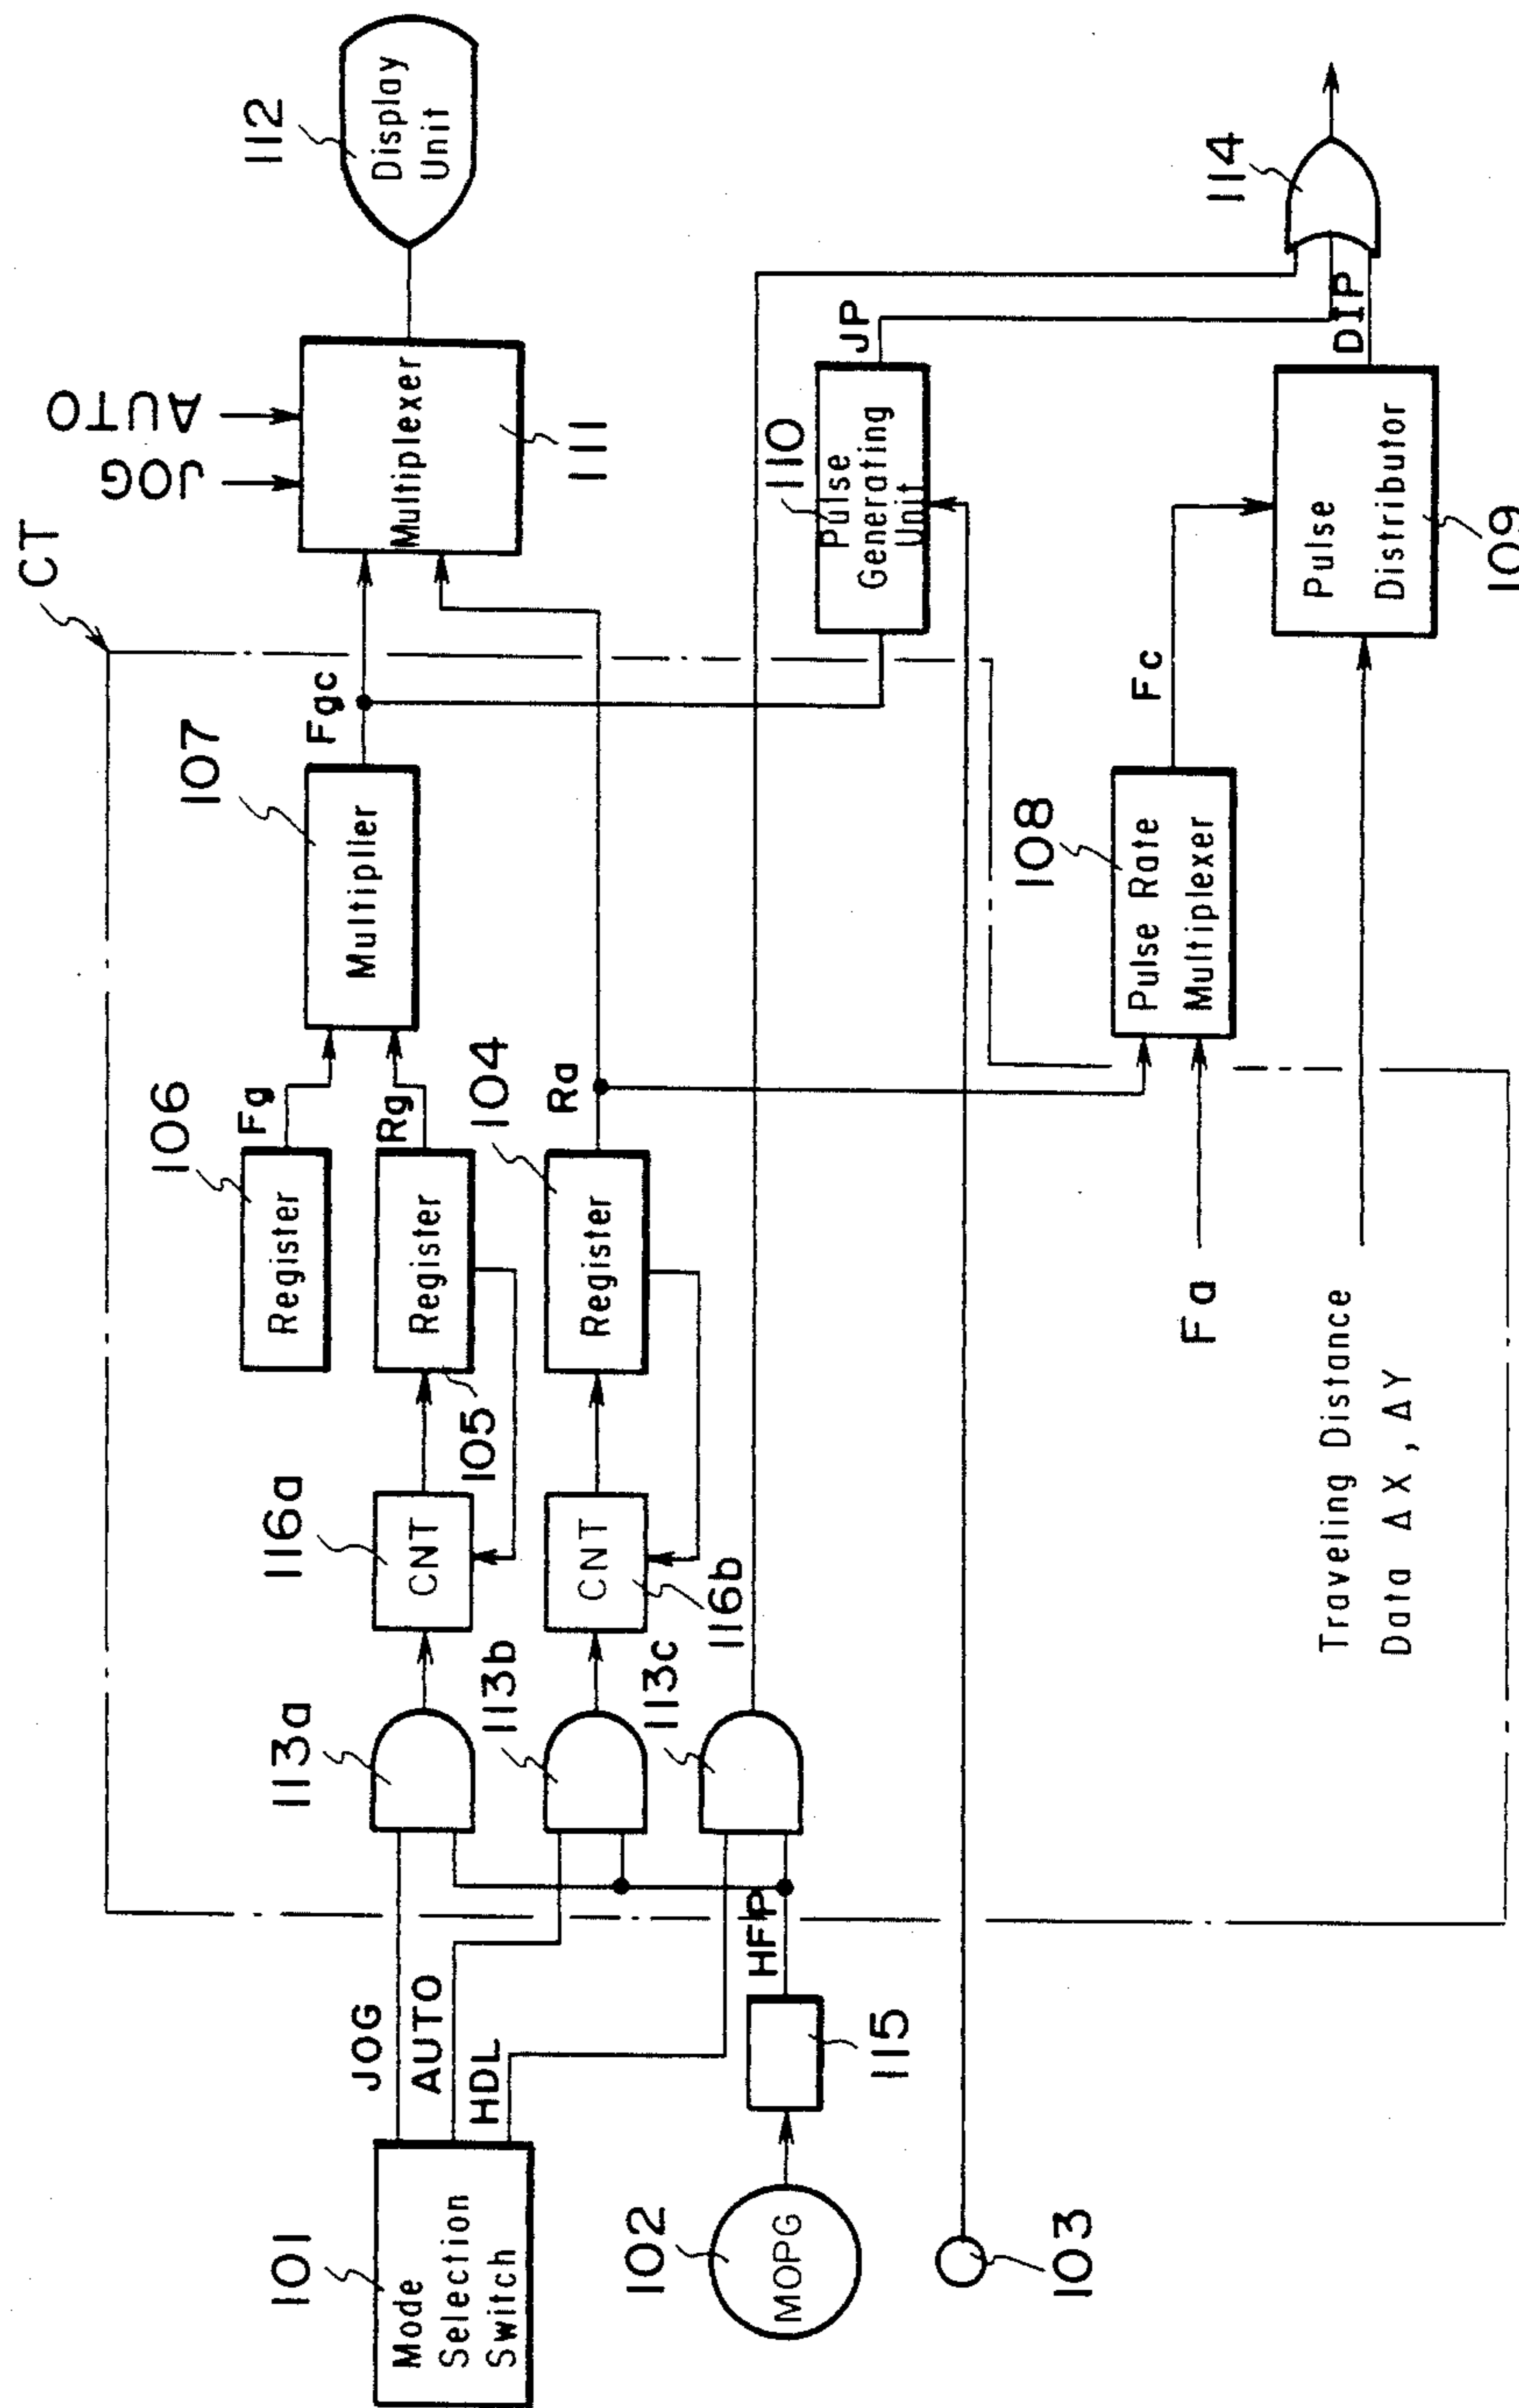 101
Mode
Selection
Switch
JOG
AUTO
HDL
102
MOPG
103
115
HFP
113a
113b
113c
116a
CNT
CNT
116b
106
Register
Fg
105
Register
Rg
104
Register
Ra
107
Multiplier
Fgc
CT
JOG
AUTO
Multiplexer
111
112
Display
Unit
110
Pulse
Generating
Unit
JP
108
Pulse Rate
Multiplexer
Fa
Fc
Traveling Distance
Data ΔX, ΔY
Pulse
Distributor
109
DIP
114